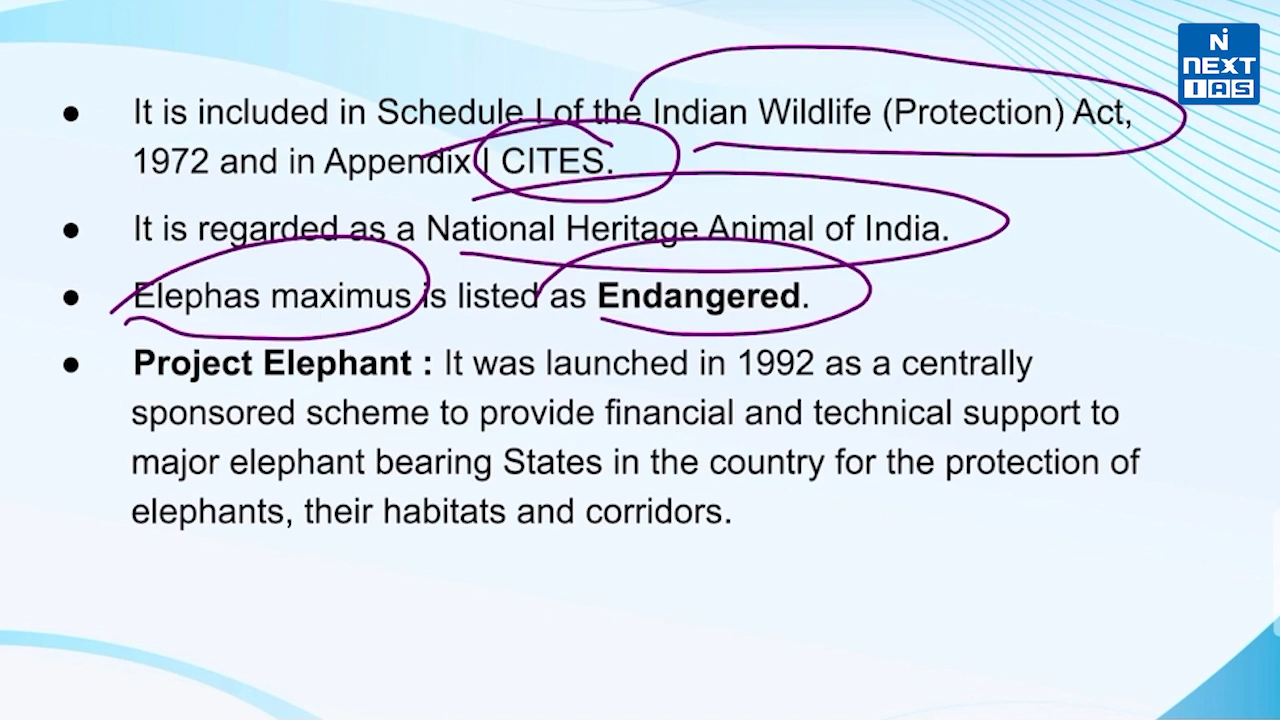 NEXT
IAS
● It is included in Schedule I of the Indian Wildlife (Protection) Act,
1972 and in Appendix I CITES.
● It is regarded as a National Heritage Animal of India.
● Elephas maximus is listed as Endangered.
● Project Elephant : It was launched in 1992 as a centrally
sponsored scheme to provide financial and technical support to
major elephant bearing States in the country for the protection of
elephants, their habitats and corridors.